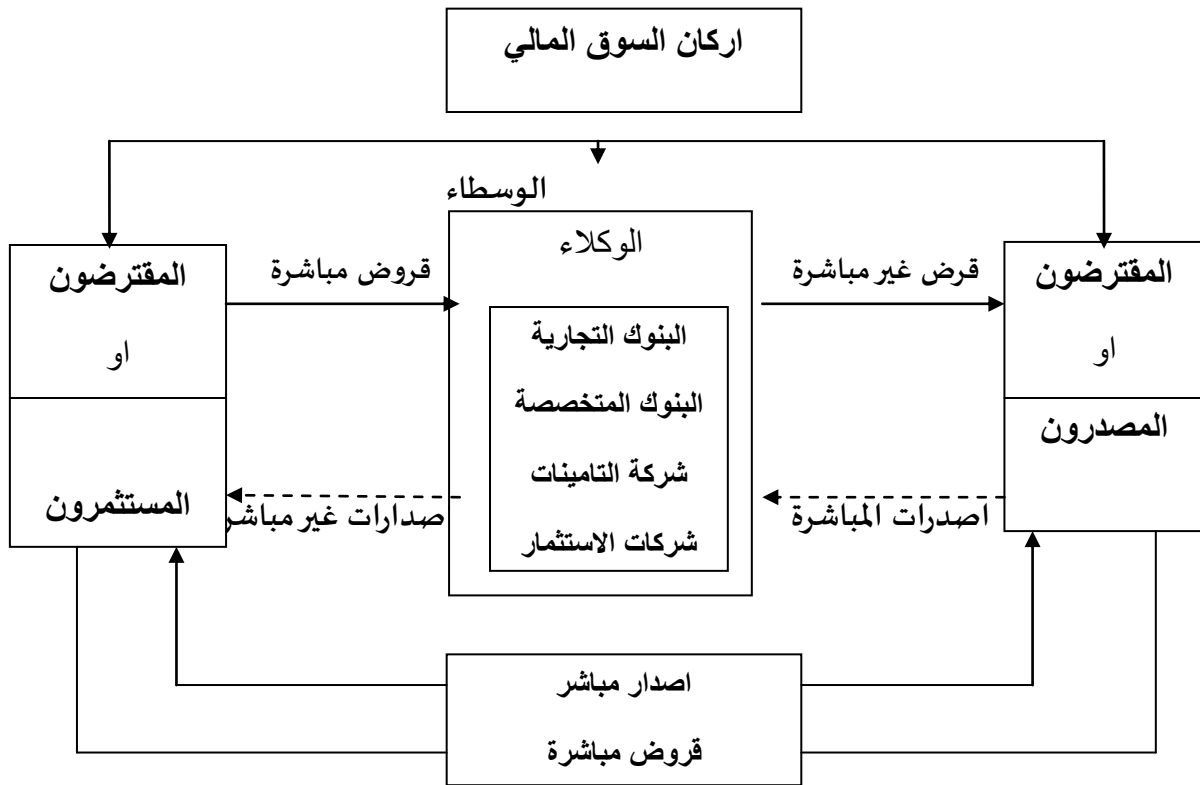 اركان السوق المالي
الوسطاء
المقترضون
او
المصدرون
قرض غير مباشرة
اصدرات المباشرة
الوكلاء
البنوك التجارية
البنوك المتخصصة
شركة التامينات
شركات الاستثمار
قروض مباشرة
صدارات غير مباشر
المقترضون
او
المستثمرون
اصدار مباشر
قروض مباشرة